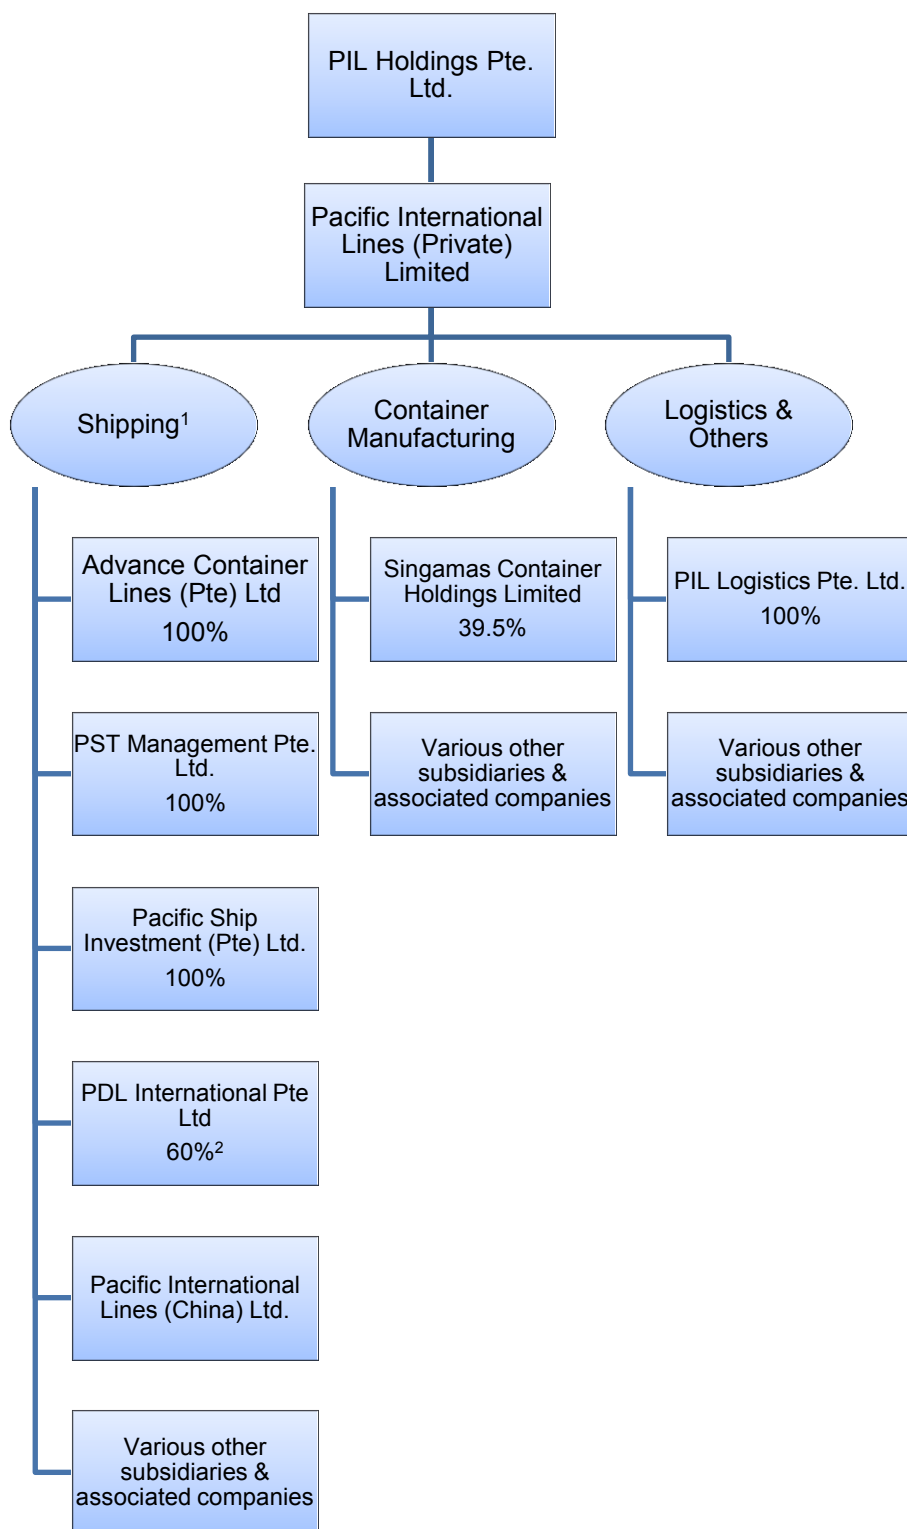 PIL Holdings Pte.
Ltd.
Pacific International
Lines (Private)
Limited
Shipping¹
Container
Manufacturing
Logistics &
Others
Advance Container
Lines (Pte) Ltd
100%
Singamas Container
Holdings Limited
39.5%
PIL Logistics Pte. Ltd.
100%
PST Management Pte.
Ltd.
100%
Various other
subsidiaries &
associated companies
Various other
subsidiaries &
associated companies
Pacific Ship
Investment (Pte) Ltd.
100%
PDL International Pte
Ltd
60%²
Pacific International
Lines (China) Ltd.
Various other
subsidiaries &
associated companies